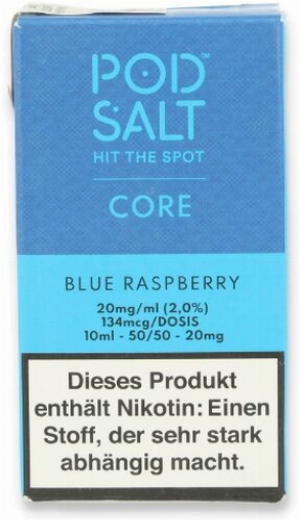 POD™
SALT
HIT THE SPOT
CORE
BLUE RASPBERRY
20mg/ml (2,0%)
134mcg/DOSIS
10ml - 50/50 - 20mg
Dieses Produkt
enthält Nikotin: Einen
Stoff, der sehr stark
abhängig macht.